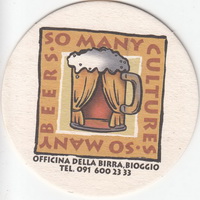 SO MANY
CULTURES
SO MANY
BEERS
OFFICINA DELLA BIRRA, BIOGGIO
TEL. 091 600 23 33